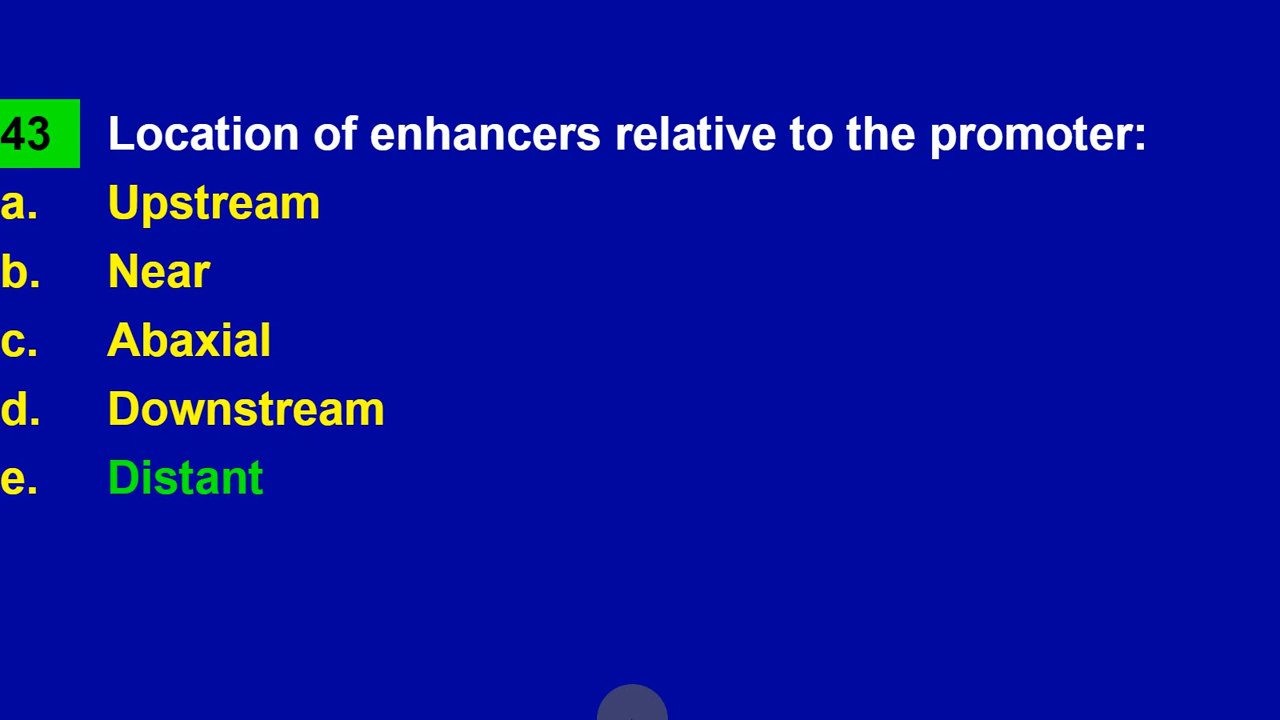 43 Location of enhancers relative to the promoter:
a. Upstream
b. Near
c. Abaxial
d. Downstream
e. Distant